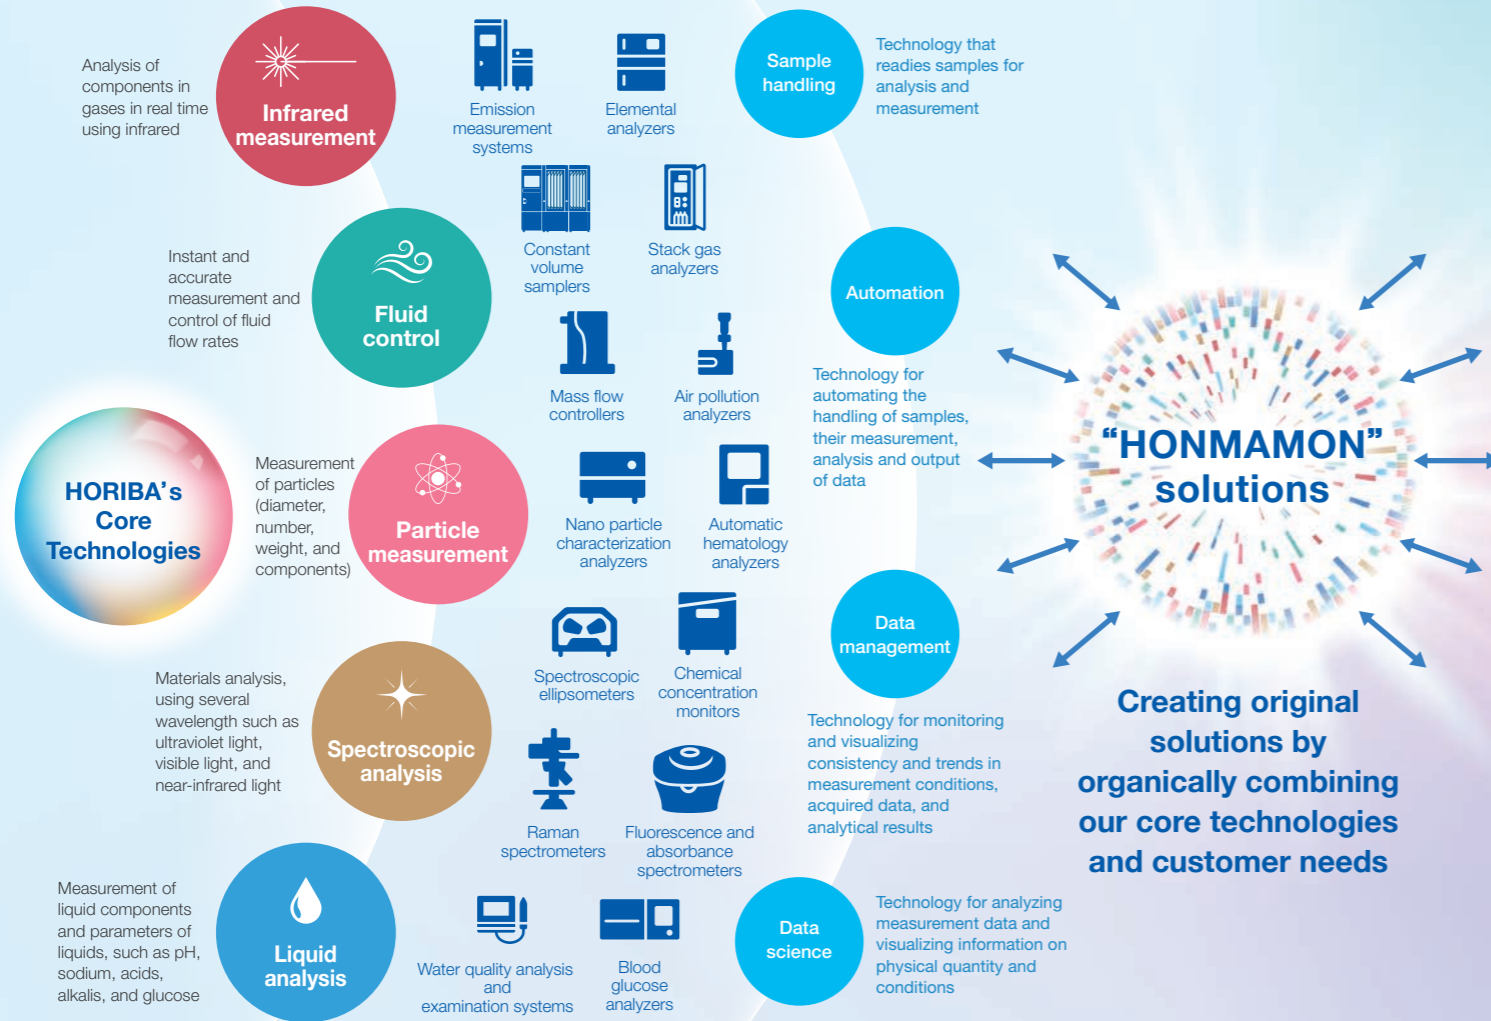 Analysis of
components in
gases in real time
using infrared
Infrared
measurement
Emission
measurement
systems
Elemental
analyzers
Sample
handling
Technology that
readies samples for
analysis and
measurement
Instant and
accurate
measurement and
control of fluid
flow rates
Fluid
control
Constant
volume
samplers
Stack gas
analyzers
Automation
Technology for
automating the
handling of samples,
their measurement,
analysis and output
of data
Mass flow
controllers
Air pollution
analyzers
HORIBA's
Core
Technologies
Measurement
of particles
(diameter,
number,
weight, and
components)
Particle
measurement
Nano particle
characterization
analyzers
Automatic
hematology
analyzers
"HONMAMON"
solutions
Spectroscopic
ellipsometers
Chemical
concentration
monitors
Data
management
Technology for monitoring
and visualizing
consistency and trends in
measurement conditions,
acquired data, and
analytical results
Materials analysis,
using several
wavelength such as
ultraviolet light,
visible light, and
near-infrared light
Spectroscopic
analysis
Raman
spectrometers
Fluorescence and
absorbance
spectrometers
Creating original
solutions by
organically combining
our core technologies
and customer needs
Measurement of
liquid components
and parameters of
liquids, such as pH,
sodium, acids,
alkalis, and glucose
Liquid
analysis
Water quality analysis
and
examination systems
Blood
glucose
analyzers
Data
science
Technology for analyzing
measurement data and
visualizing information on
physical quantity and
conditions